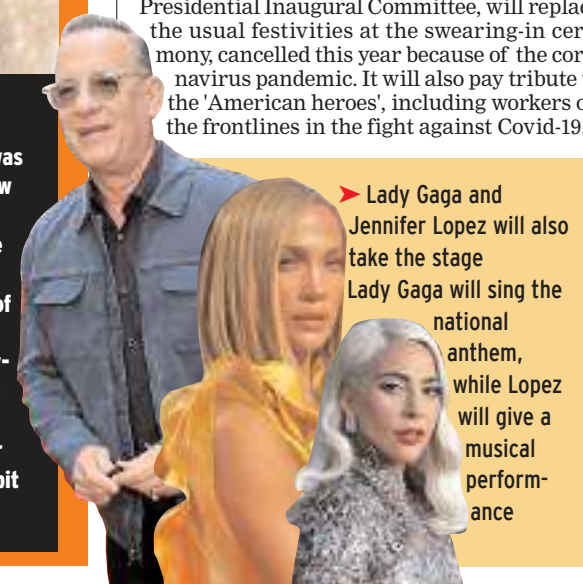 Presidential Inaugural Committee, will
the usual festivities at the swearing-in
mony, cancelled this year because of the
navirus pandemic. It will also pay tribute
the 'American heroes', including workers
the frontlines in the fight against Covid-19.
➤ Lady Gaga and
Jennifer Lopez will also
take the stage
Lady Gaga will sing the
national
anthem,
while Lopez
will give a
musical
perform-
ance
of